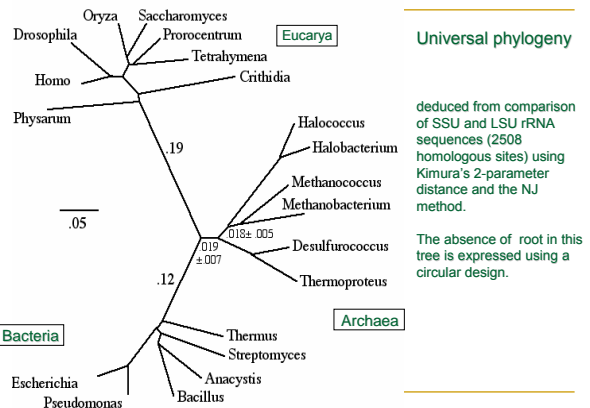 Universal phylogeny
deduced from comparison
of SSU and LSU rRNA
sequences (2508
homologous sites) using
Kimura's 2-parameter
distance and the NJ
method.
The absence of root in this
tree is expressed using a
circular design.
Eucarya
Oryza
Saccharomyces
Drosophila
Prorocentrum
Tetrahymena
Homo
Crithidia
Physarum
.19
.05
Halococcus
Halobacterium
Methanococcus
Methanobacterium
.018± .005
.019
±.007
Desulfurococcus
Thermoproteus
Archaea
.12
Bacteria
Thermus
Streptomyces
Anacystis
Bacillus
Escherichia
Pseudomonas